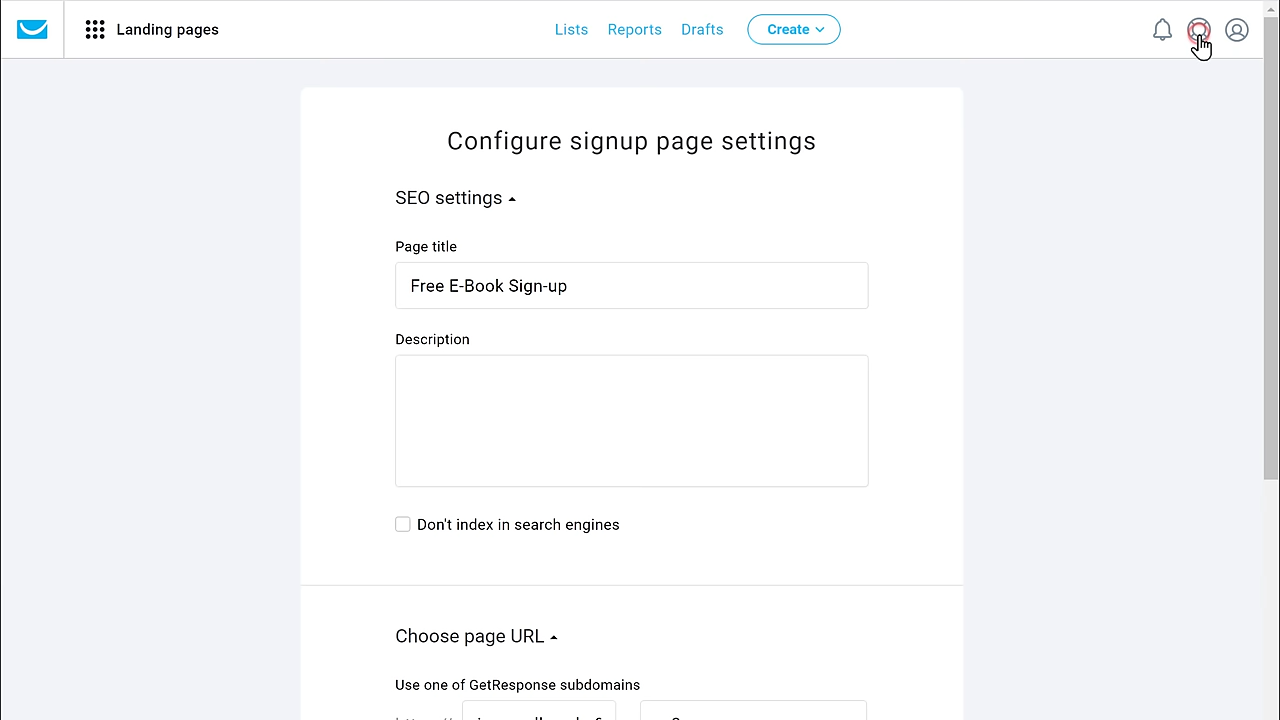 Landing pages
Lists
Reports
Drafts
Create
Configure signup page settings
SEO settings
Page title
Free E-Book Sign-up
Description
Don't index in search engines
Choose page URL
Use one of GetResponse subdomains